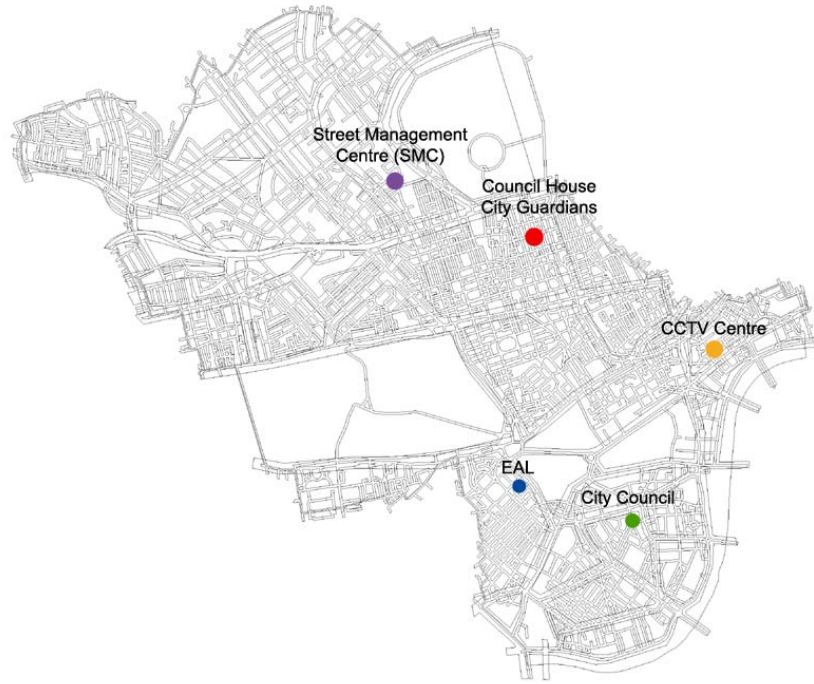 Street Management
Centre (SMC)
Council House
City Guardians
CCTV Centre
EAL
City Council